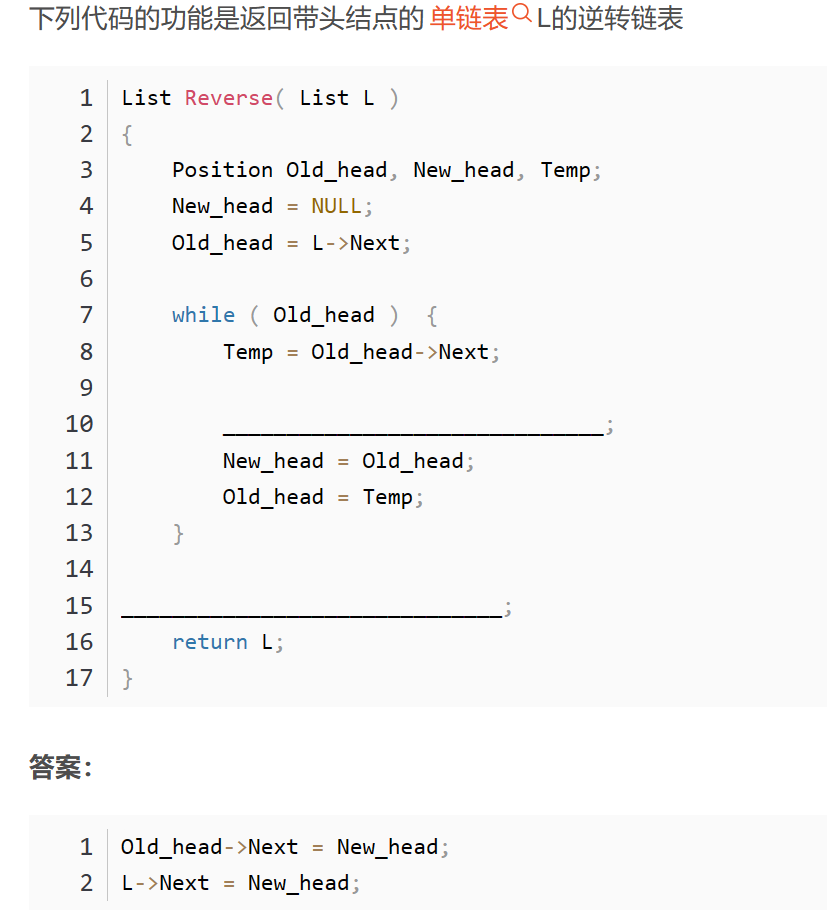 下列代码的功能是返回带头结点的 单链表 L的逆转链表
1 List Reverse( List L )
2 {
3     Position Old_head, New_head, Temp;
4     New_head = NULL;
5     Old_head = L->Next;
6
7     while ( Old_head )  {
8         Temp = Old_head->Next;
9
10         ______________________________;
11         New_head = Old_head;
12         Old_head = Temp;
13     }
14
15 ______________________________;
16     return L;
17 }
答案：
1 Old_head->Next = New_head;
2 L->Next = New_head;